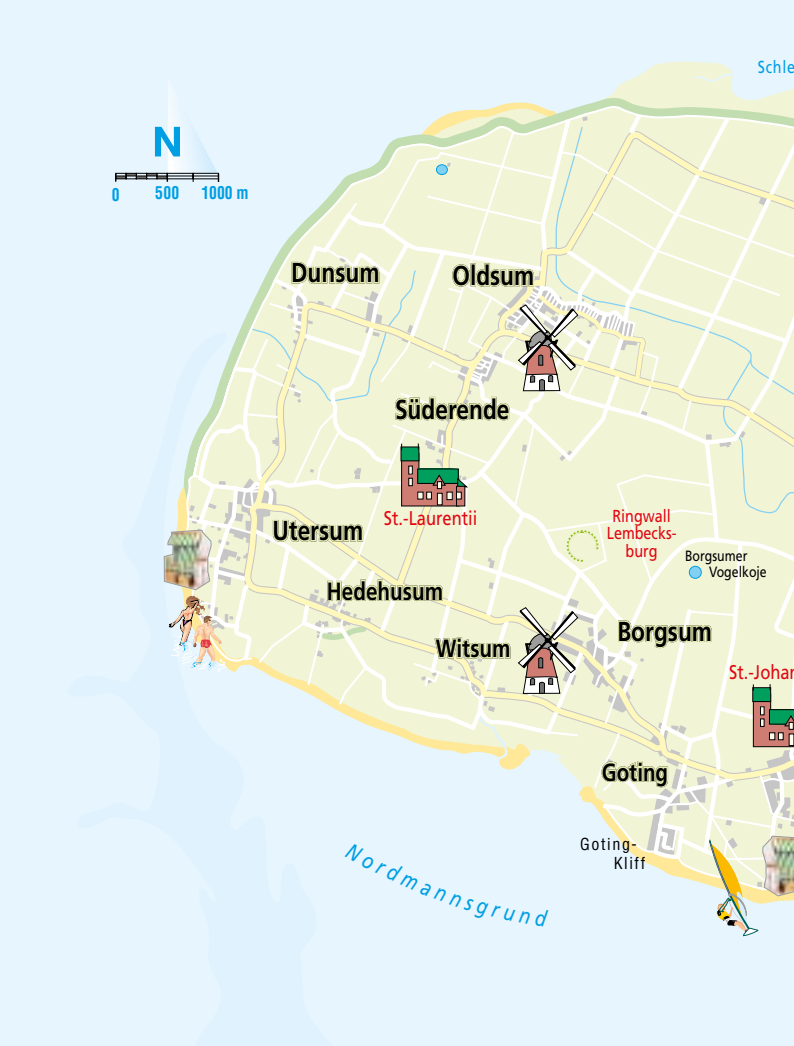 Schle
N
0 500 1000 m
Dunsum
Oldsum
Süderende
St.-Laurentii
Ringwall
Lembecks-
burg
Utersum
Borgsumer
Vogelkoje
Hedehusum
Borgsum
Witsum
St.-Johar
Goting
Goting-
Kliff
Nordmannsgrund